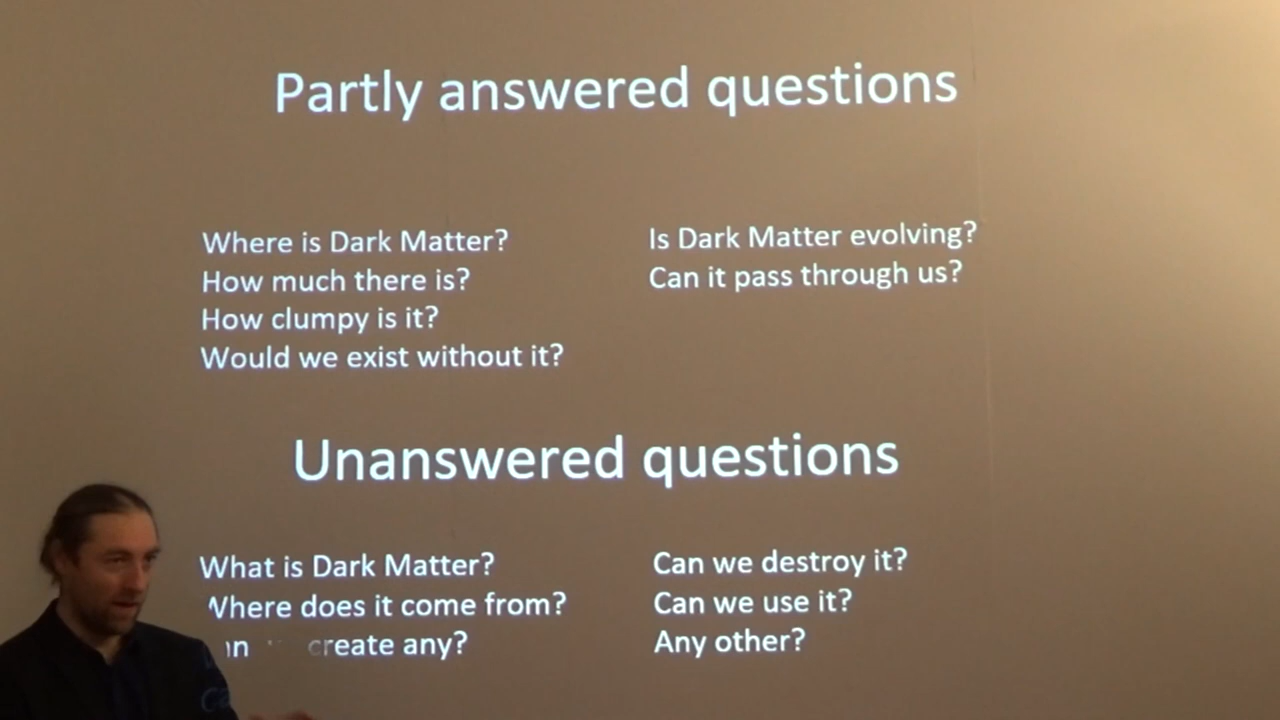 Partly answered questions
Where is Dark Matter?
How much there is?
How clumpy is it?
Would we exist without it?
Is Dark Matter evolving?
Can it pass through us?
Unanswered questions
What is Dark Matter?
Where does it come from?
create any?
Can we destroy it?
Can we use it?
Any other?